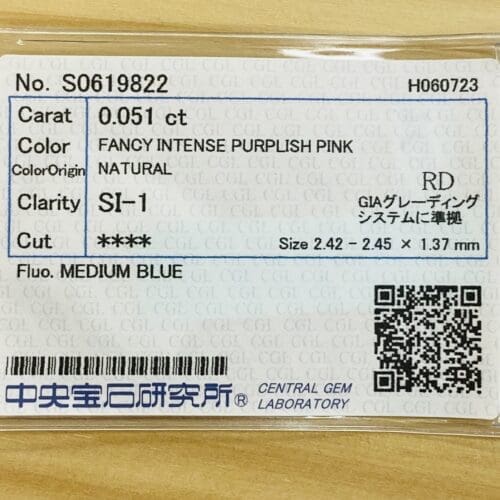 No. S0619822 H060723
Carat 0.051 ct
Color FANCY INTENSE PURPLISH PINK
ColorOrigin NATURAL
RD
Clarity SI-1
GIAグレーディング
システムに準拠
Cut ****
Size 2.42 - 2.45 × 1.37 mm
Fluo. MEDIUM BLUE
中央宝石研究所®
CENTRAL GEM
LABORATORY